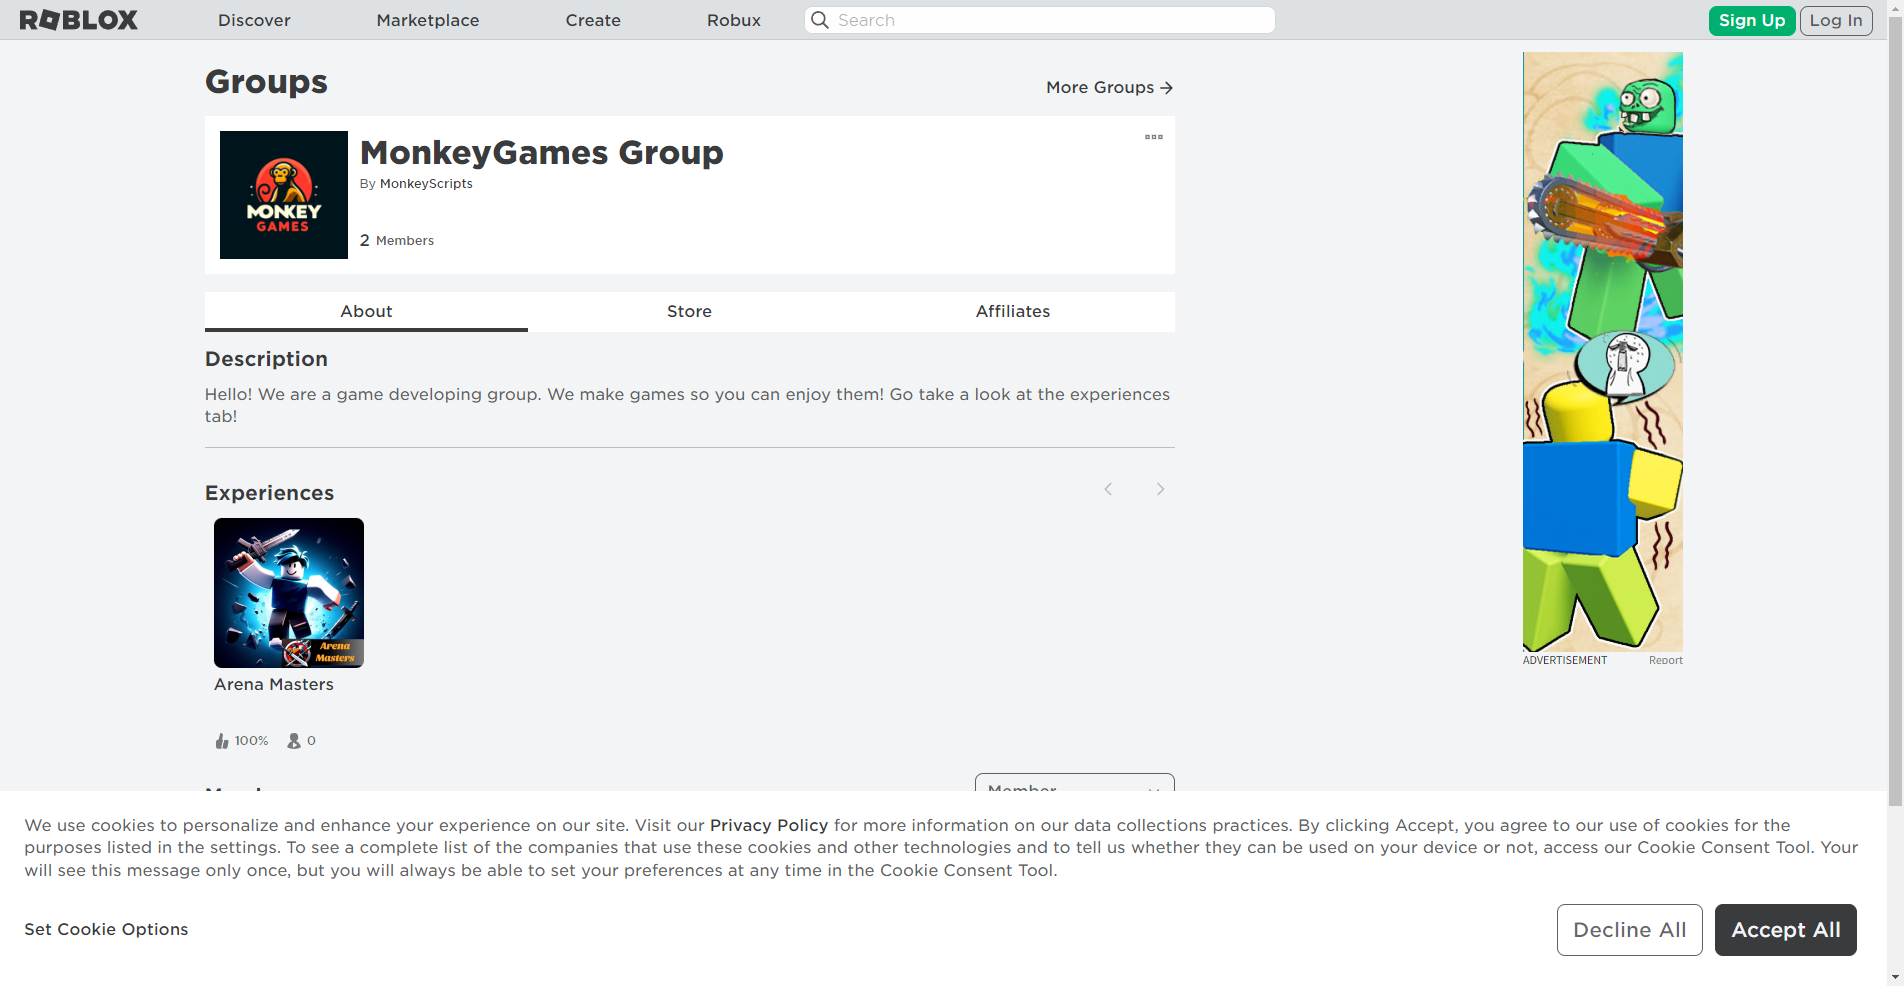 ROBLOX
Discover
Marketplace
Create
Robux
Search
Sign Up
Log In
Groups
More Groups
MONKEY
GAMES
MonkeyGames Group
By MonkeyScripts
2 Members
About
Store
Affiliates
Description
Hello! We are a game developing group. We make games so you can enjoy them! Go take a look at the experiences
tab!
Experiences
Arena
Masters
Arena Masters
100%
0
Member
ADVERTISEMENT
Report
We use cookies to personalize and enhance your experience on our site. Visit our Privacy Policy for more information on our data collections practices. By clicking Accept, you agree to our use of cookies for the
purposes listed in the settings. To see a complete list of the companies that use these cookies and other technologies and to tell us whether they can be used on your device or not, access our Cookie Consent Tool. Your
will see this message only once, but you will always be able to set your preferences at any time in the Cookie Consent Tool.
Set Cookie Options
Decline All
Accept All